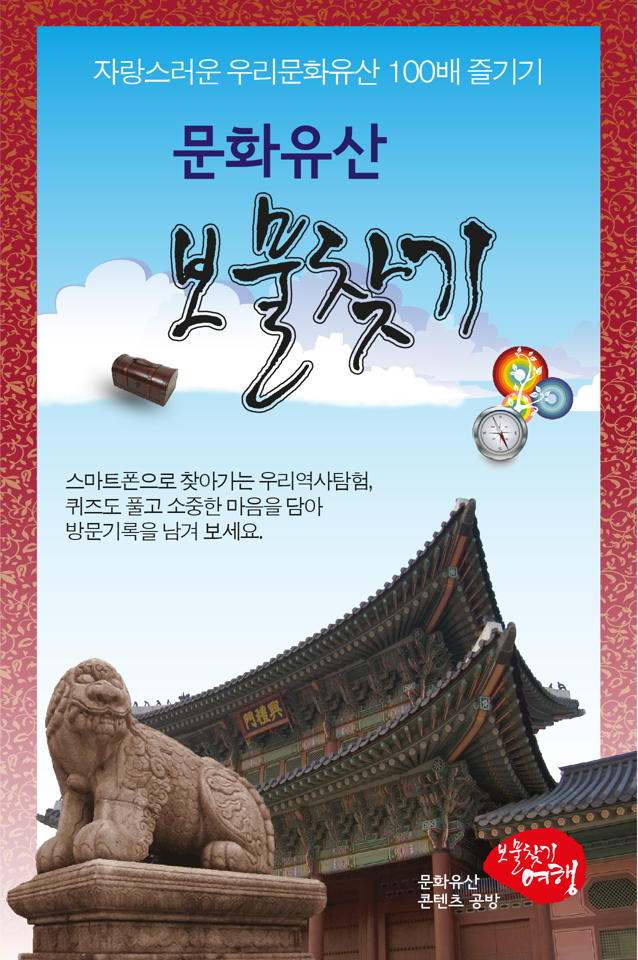 자랑스러운 우리문화유산 100배 즐기기
문화유산
보물찾기
스마트폰으로 찾아가는 우리역사탐험,
퀴즈도 풀고 소중한 마음을 담아
방문기록을 남겨 보세요.
門禮興
보물찾기
여행
문화유산
콘텐츠 공방